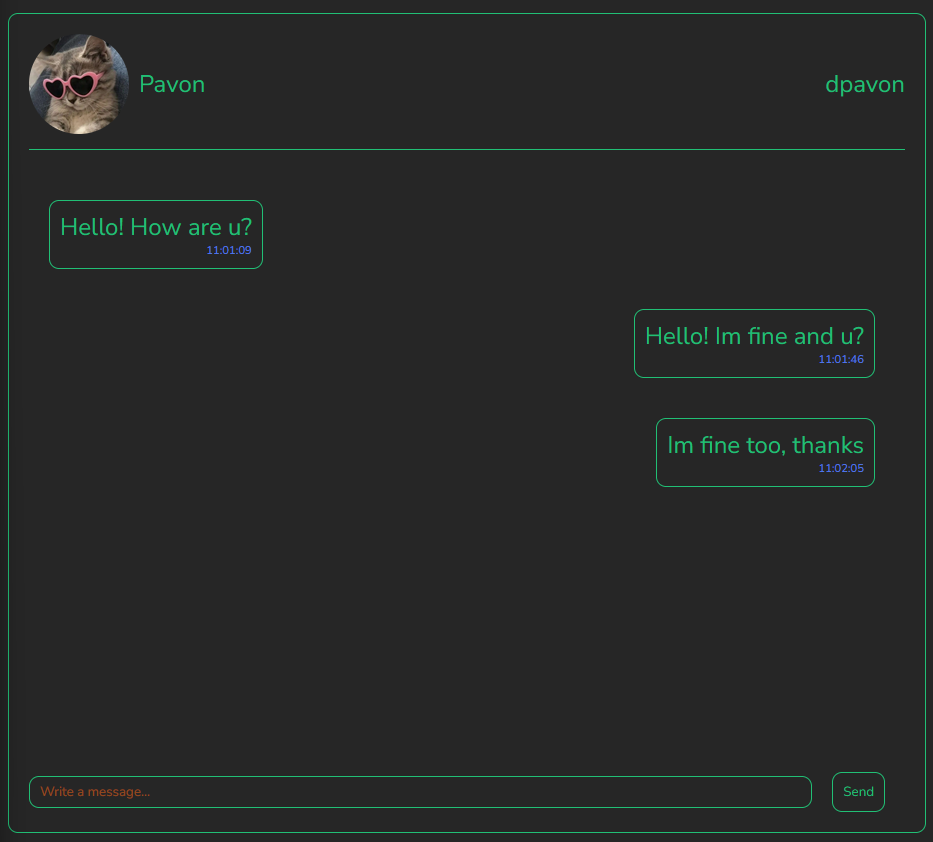 Pavon
dpavon
Hello! How are u?
11:01:09
Hello! Im fine and u?
11:01:46
Im fine too, thanks
11:02:05
Write a message...
Send